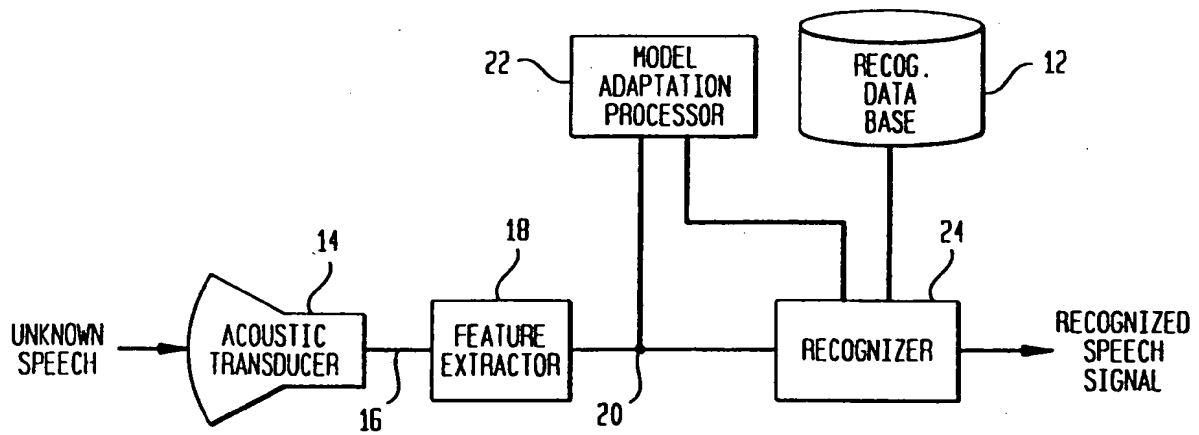 22
MODEL
ADAPTATION
PROCESSOR
RECOG.
DATA
BASE
12
14
18
24
UNKNOWN
SPEECH
ACOUSTIC
TRANSDUCER
16
FEATURE
EXTRACTOR
20
RECOGNIZER
RECOGNIZED
SPEECH
SIGNAL